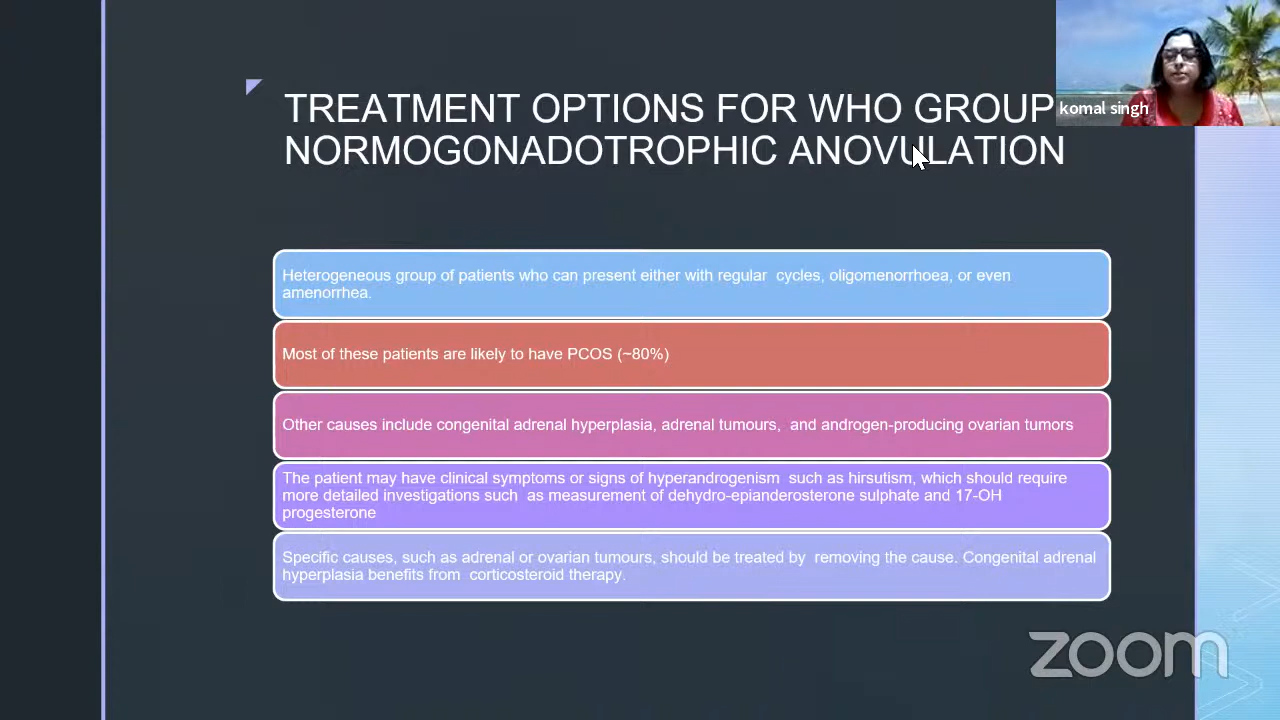 TREATMENT OPTIONS FOR WHO GROUP
NORMOGONADOTROPHIC ANOVULATION
komal singh
Heterogeneous group of patients who can present either with regular cycles, oligomenorrhoea, or even
amenorrhea.
Most of these patients are likely to have PCOS (~80%)
Other causes include congenital adrenal hyperplasia, adrenal tumours, and androgen-producing ovarian tumors
The patient may have clinical symptoms or signs of hyperandrogenism such as hirsutism, which should require
more detailed investigations such as measurement of dehydro-epianderosterone sulphate and 17-OH
progesterone
Specific causes, such as adrenal or ovarian tumours, should be treated by removing the cause. Congenital adrenal
hyperplasia benefits from corticosteroid therapy.
zoom